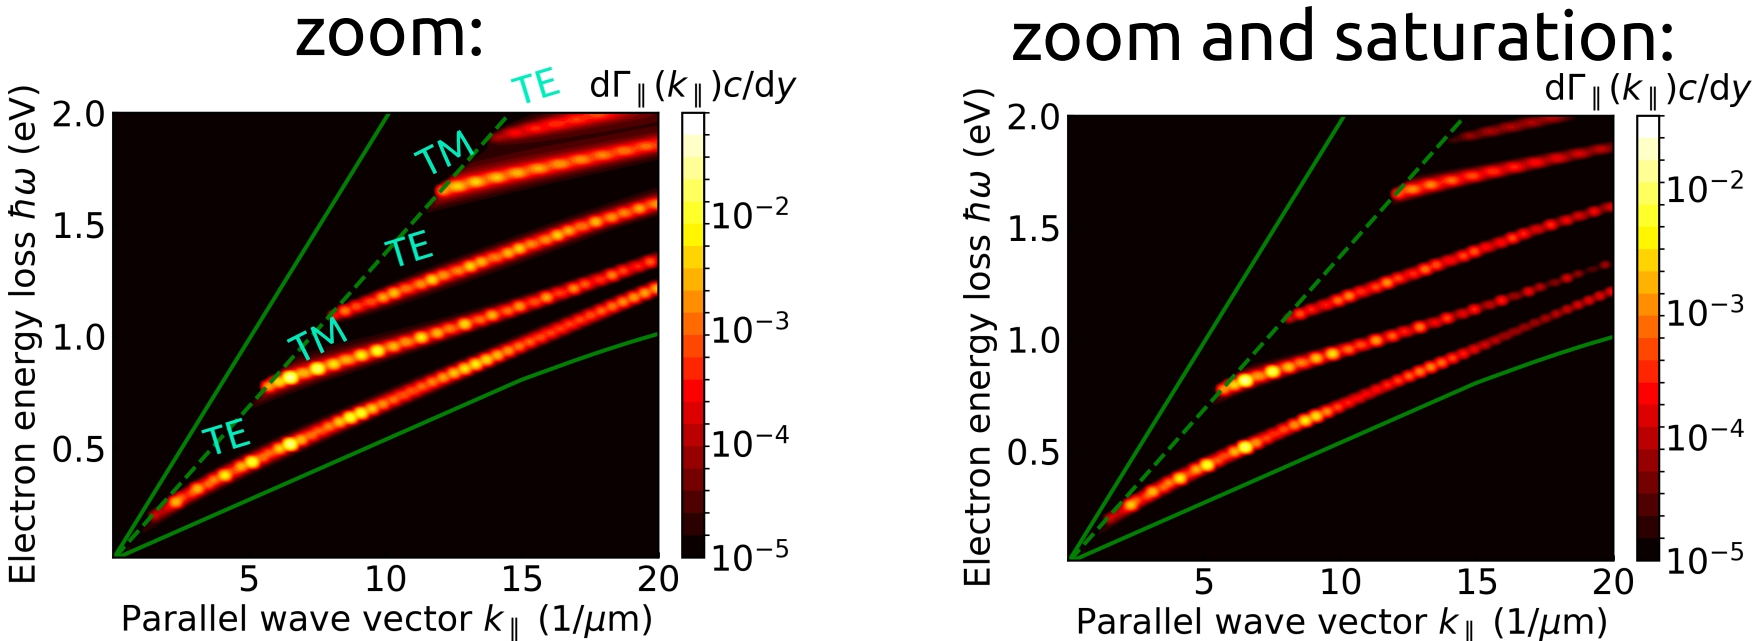 zoom:
TE
dΓ∥(k∥)c/dy
Electron energy loss ħω (eV)
2.0
1.5
1.0
0.5
TM
TE
TM
TE
10⁻²
10⁻³
10⁻⁴
10⁻⁵
5 10 15 20
Parallel wave vector k∥ (1/μm)
zoom and saturation:
dΓ∥(k∥)c/dy
Electron energy loss ħω (eV)
2.0
1.5
1.0
0.5
10⁻²
10⁻³
10⁻⁴
10⁻⁵
5 10 15 20
Parallel wave vector k∥ (1/μm)